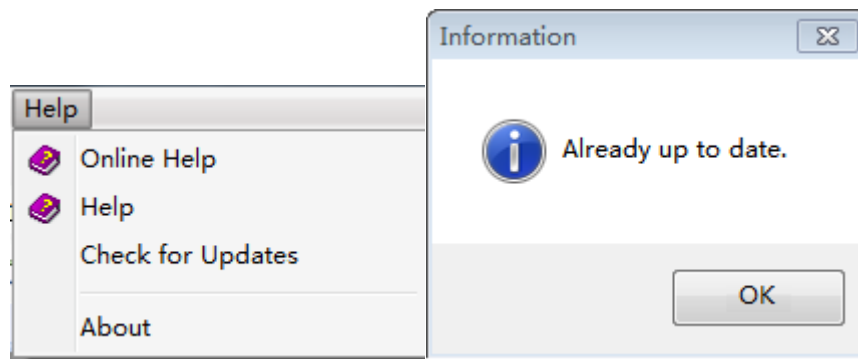 Help
Online Help
Help
Check for Updates
About
Information
Already up to date.
OK